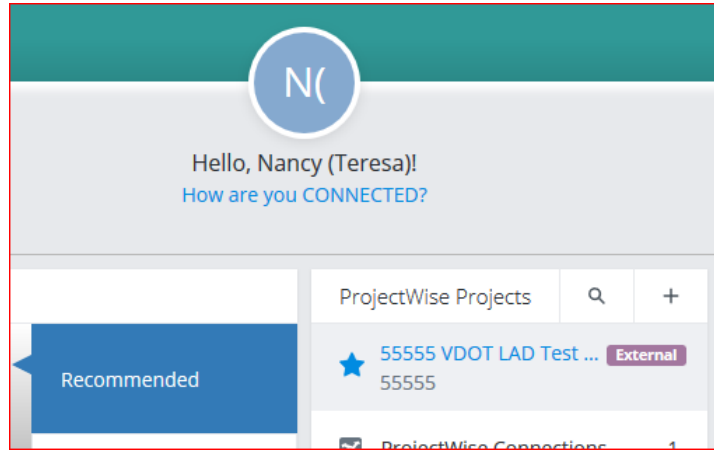 N(
Hello, Nancy (Teresa)!
How are you CONNECTED?
ProjectWise Projects
Recommended
55555 VDOT LAD Test ... External
55555
ProjectWise Connections 1